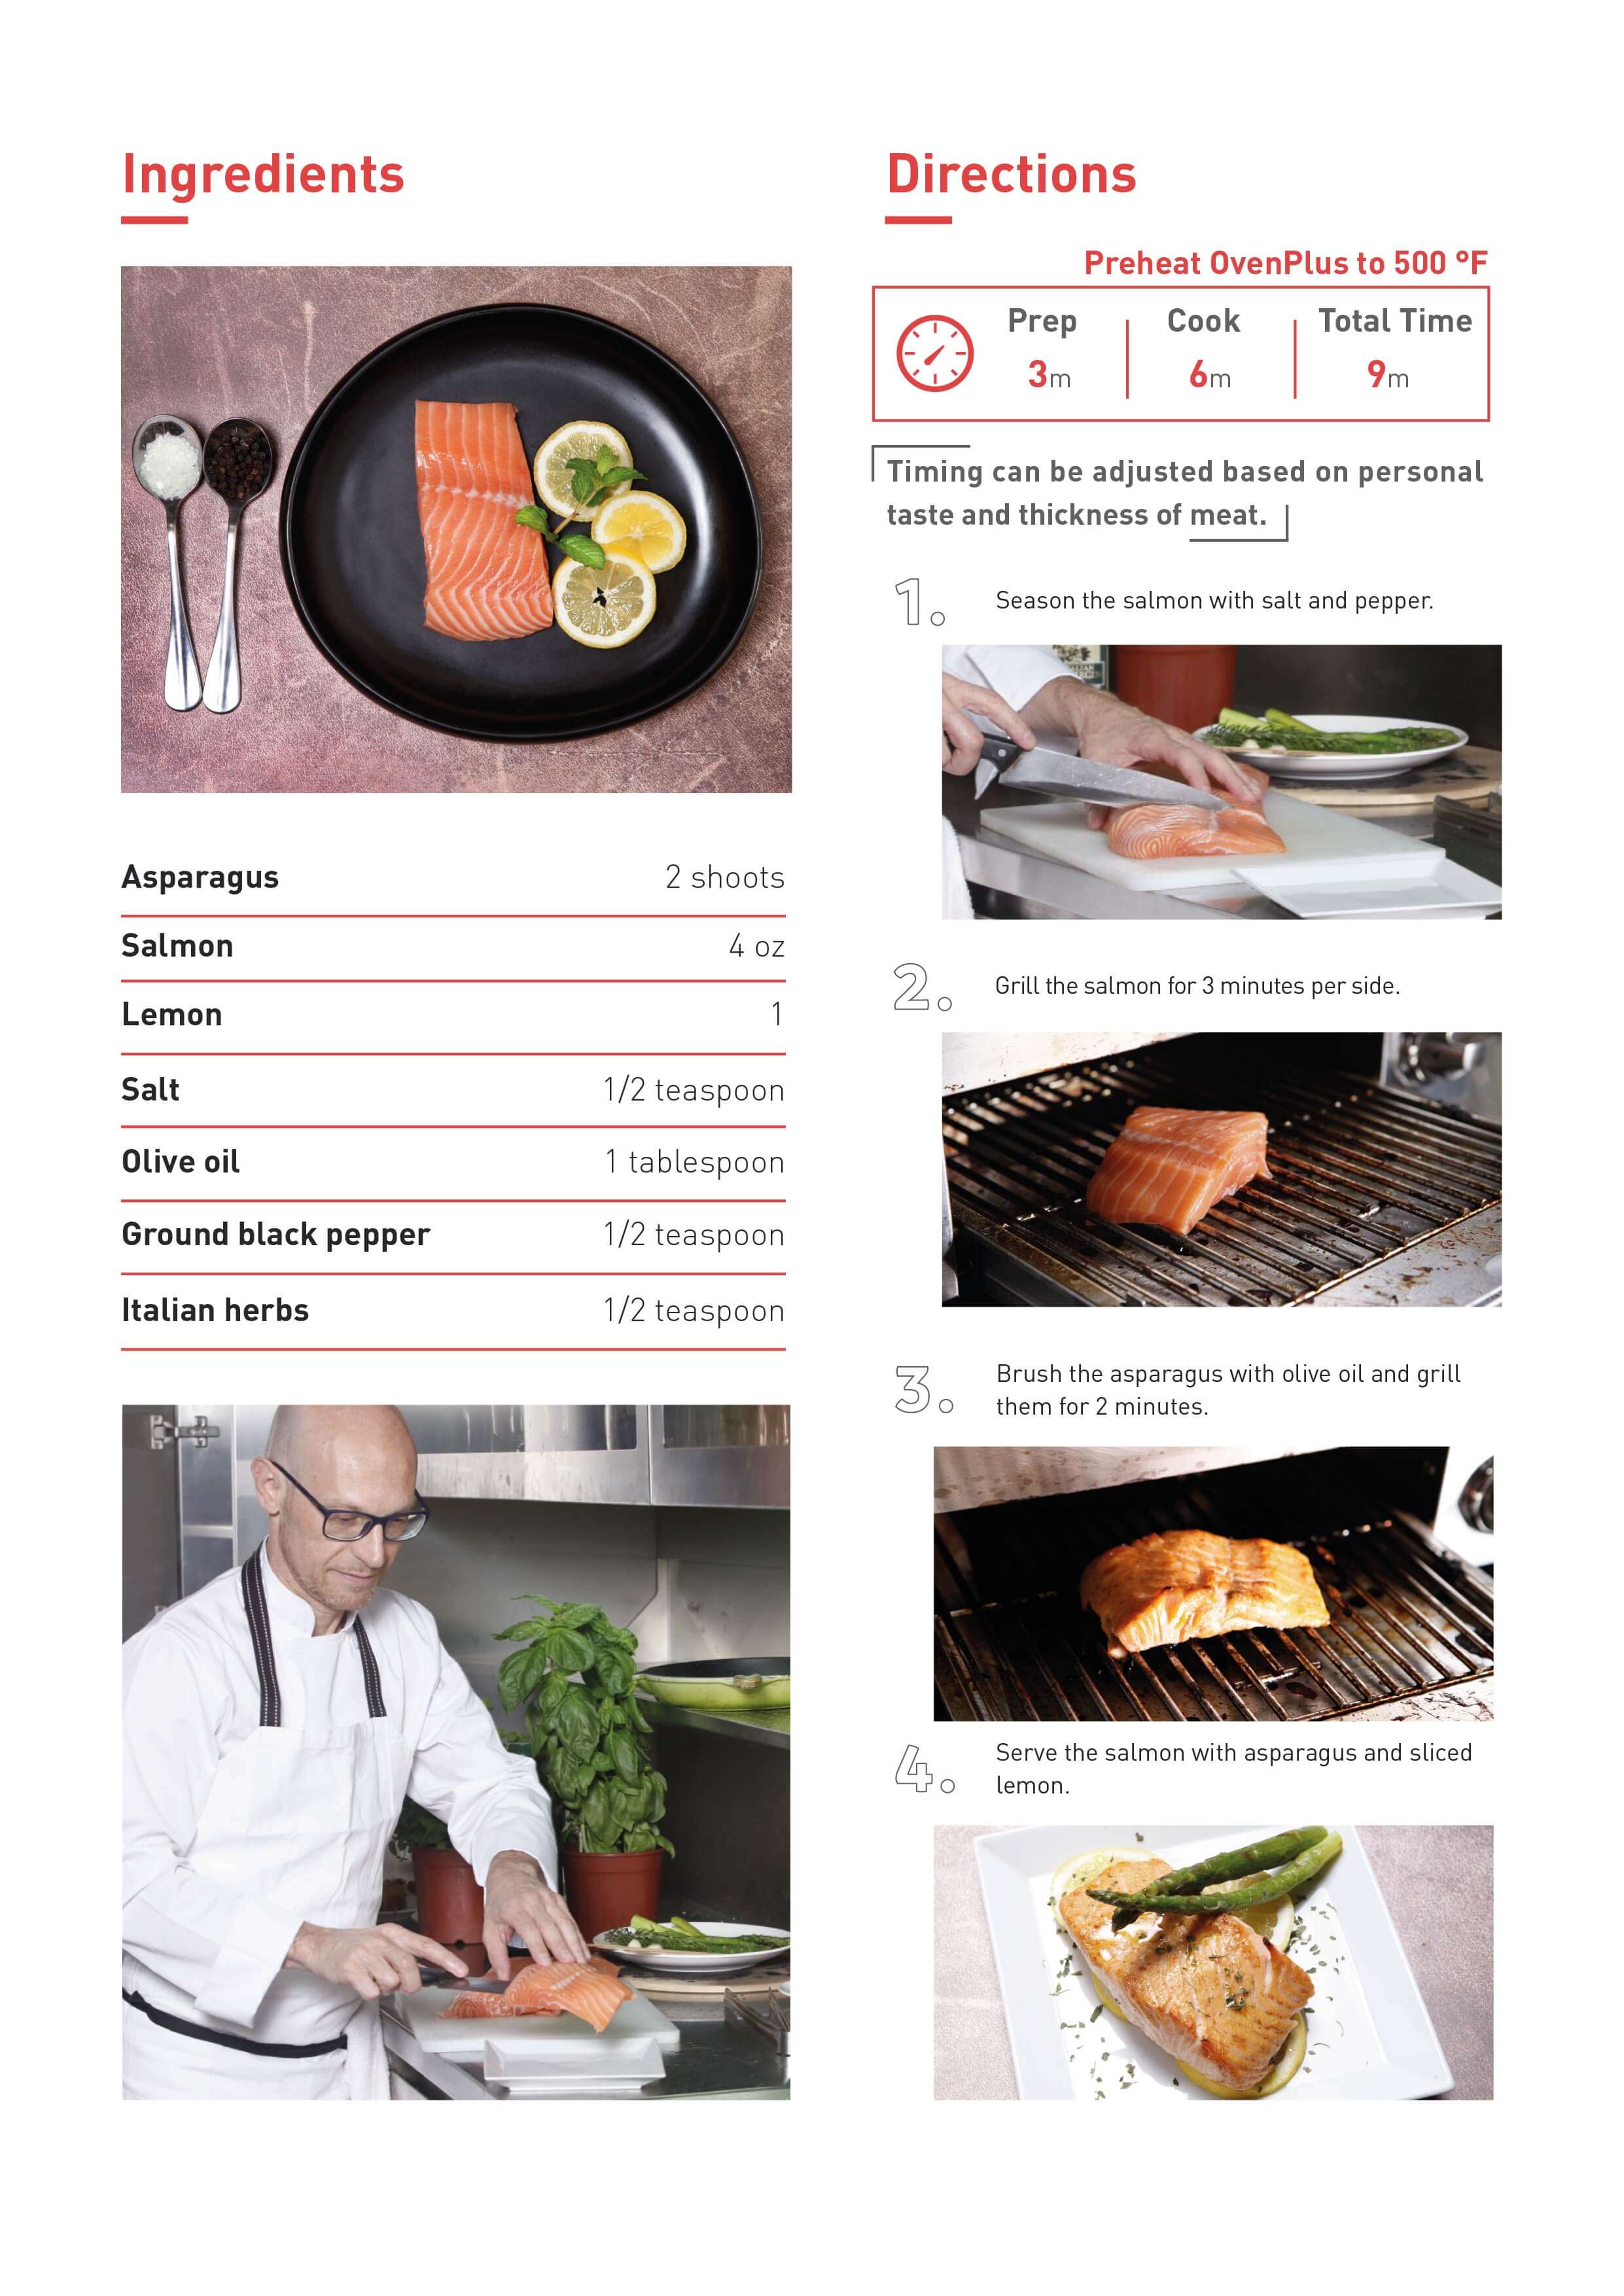 Ingredients
Asparagus 2 shoots
Salmon 4 oz
Lemon 1
Salt 1/2 teaspoon
Olive oil 1 tablespoon
Ground black pepper 1/2 teaspoon
Italian herbs 1/2 teaspoon
Directions
Preheat OvenPlus to 500 °F
Prep Cook Total Time
3m 6m 9m
Timing can be adjusted based on personal
taste and thickness of meat.
1. Season the salmon with salt and pepper.
2. Grill the salmon for 3 minutes per side.
3. Brush the asparagus with olive oil and grill
them for 2 minutes.
4. Serve the salmon with asparagus and sliced
lemon.